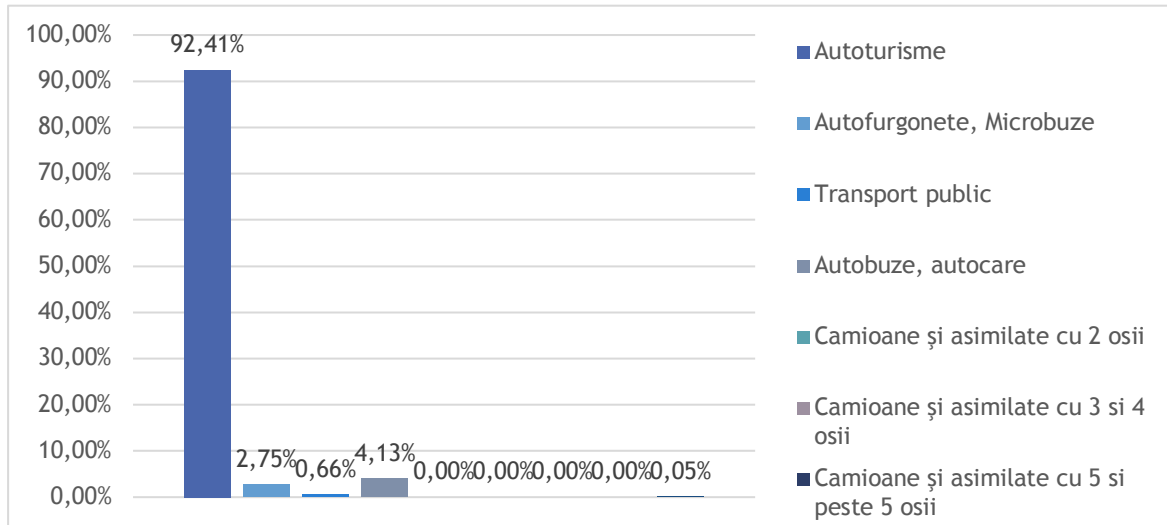 100,00%
90,00%
80,00%
70,00%
60,00%
50,00%
40,00%
30,00%
20,00%
10,00%
0,00%
92,41%
2,75%
0,66%
4,13%
0,00%
0,00%
0,00%
0,00%
0,05%
Autoturisme
Autofurgonete, Microbuze
Transport public
Autobuze, autocare
Camioane şi asimilate cu 2 osii
Camioane şi asimilate cu 3 si 4
osii
Camioane şi asimilate cu 5 si
peste 5 osii